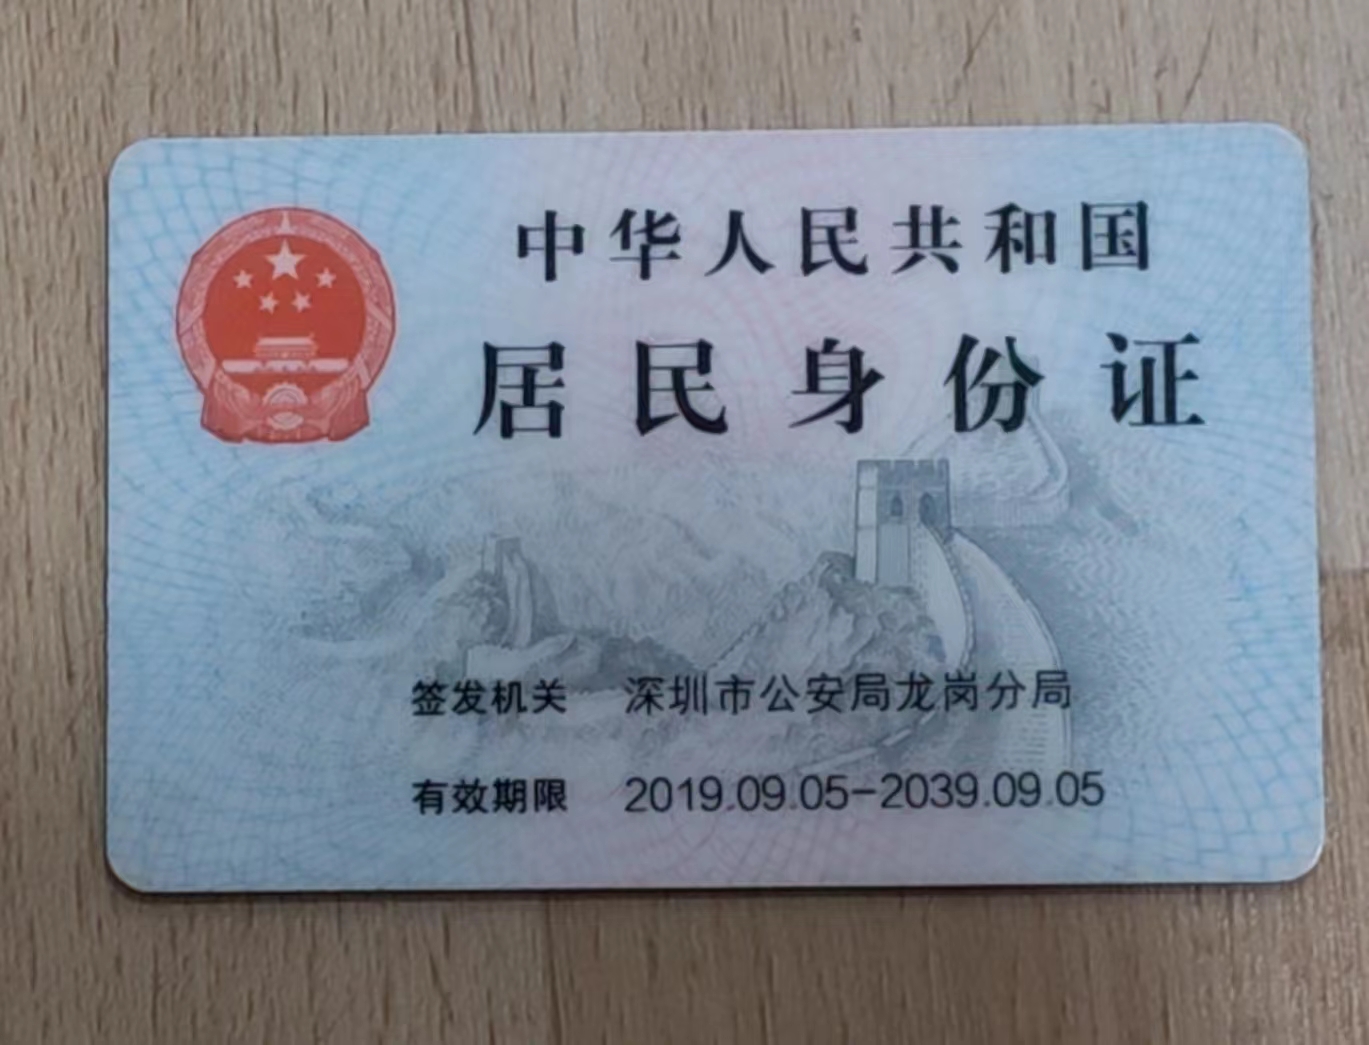 中华人民共和国
居民身份证
签发机关 深圳市公安局龙岗分局
有效期限 2019.09.05-2039.09.05